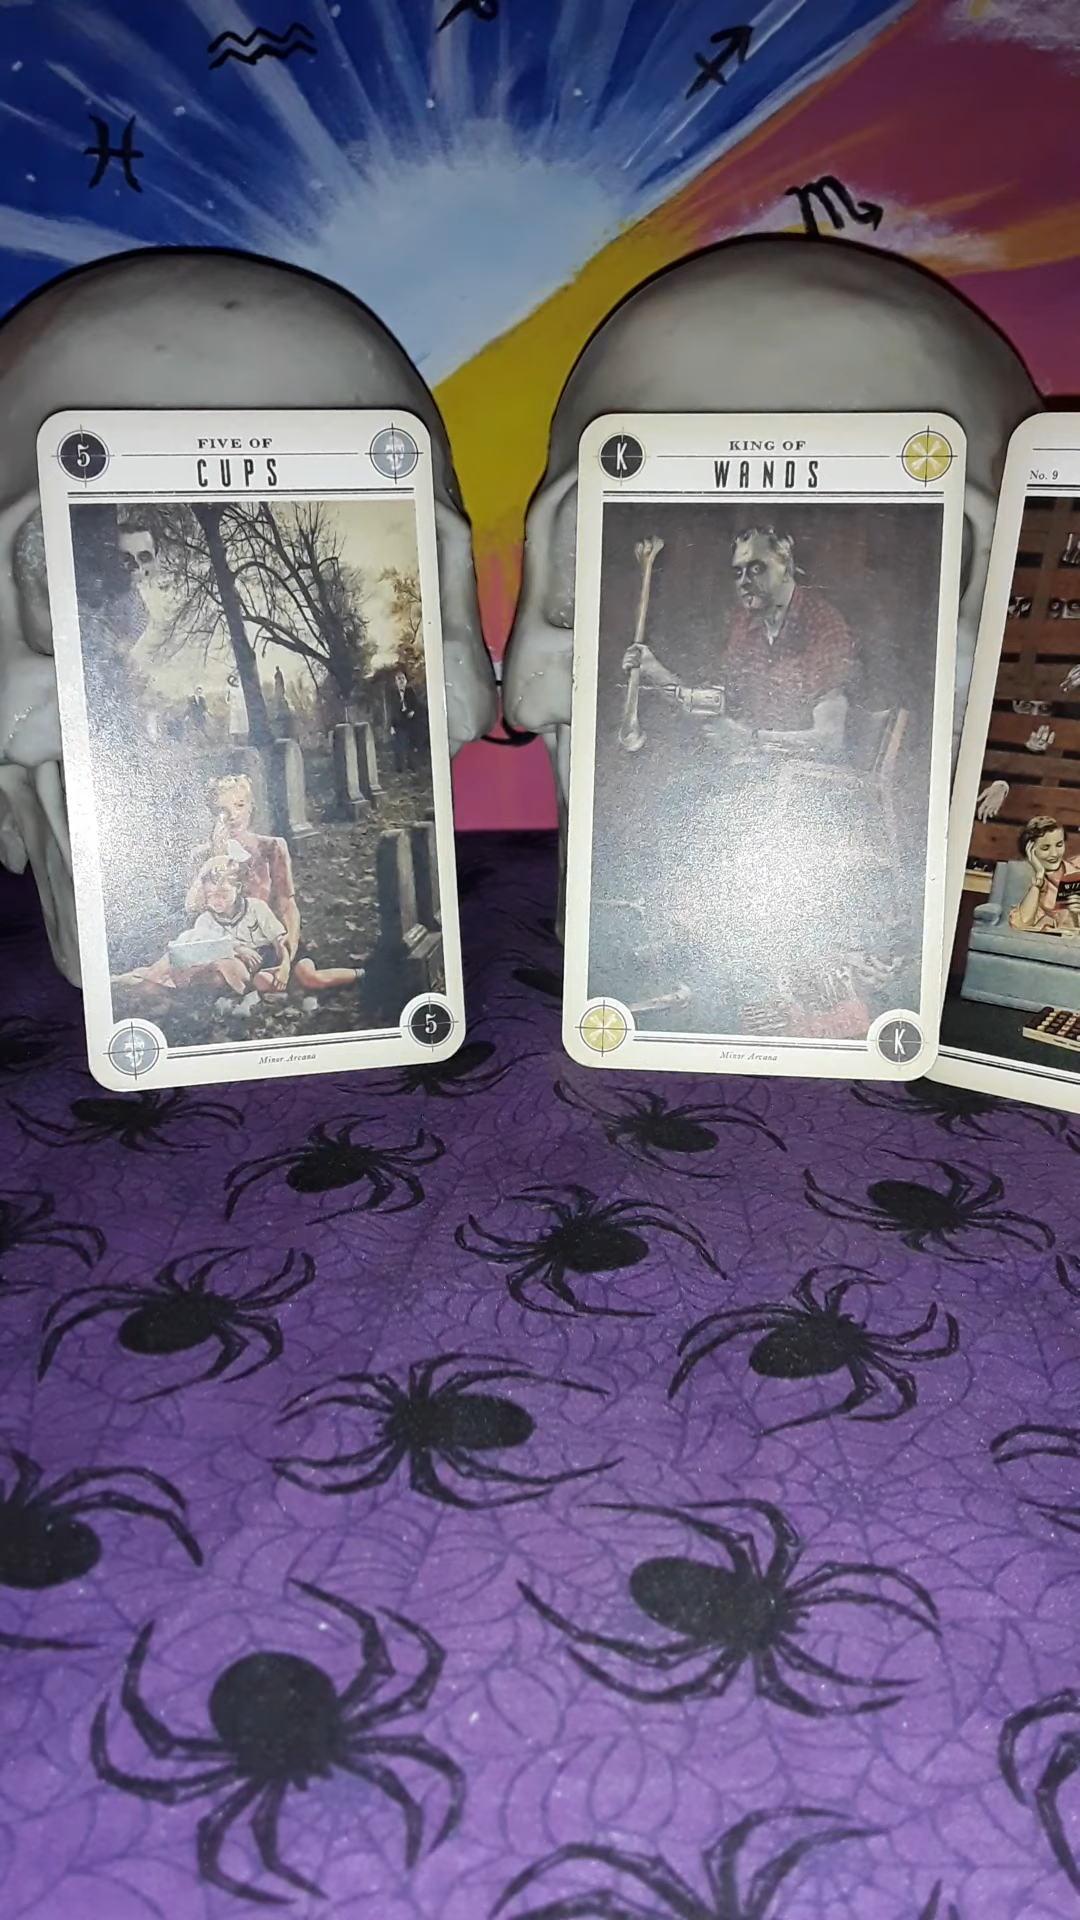 5
FIVE OF
CUPS
Minor Arcana
5
K
KING OF
WANDS
Minor Arcana
K
No. 9